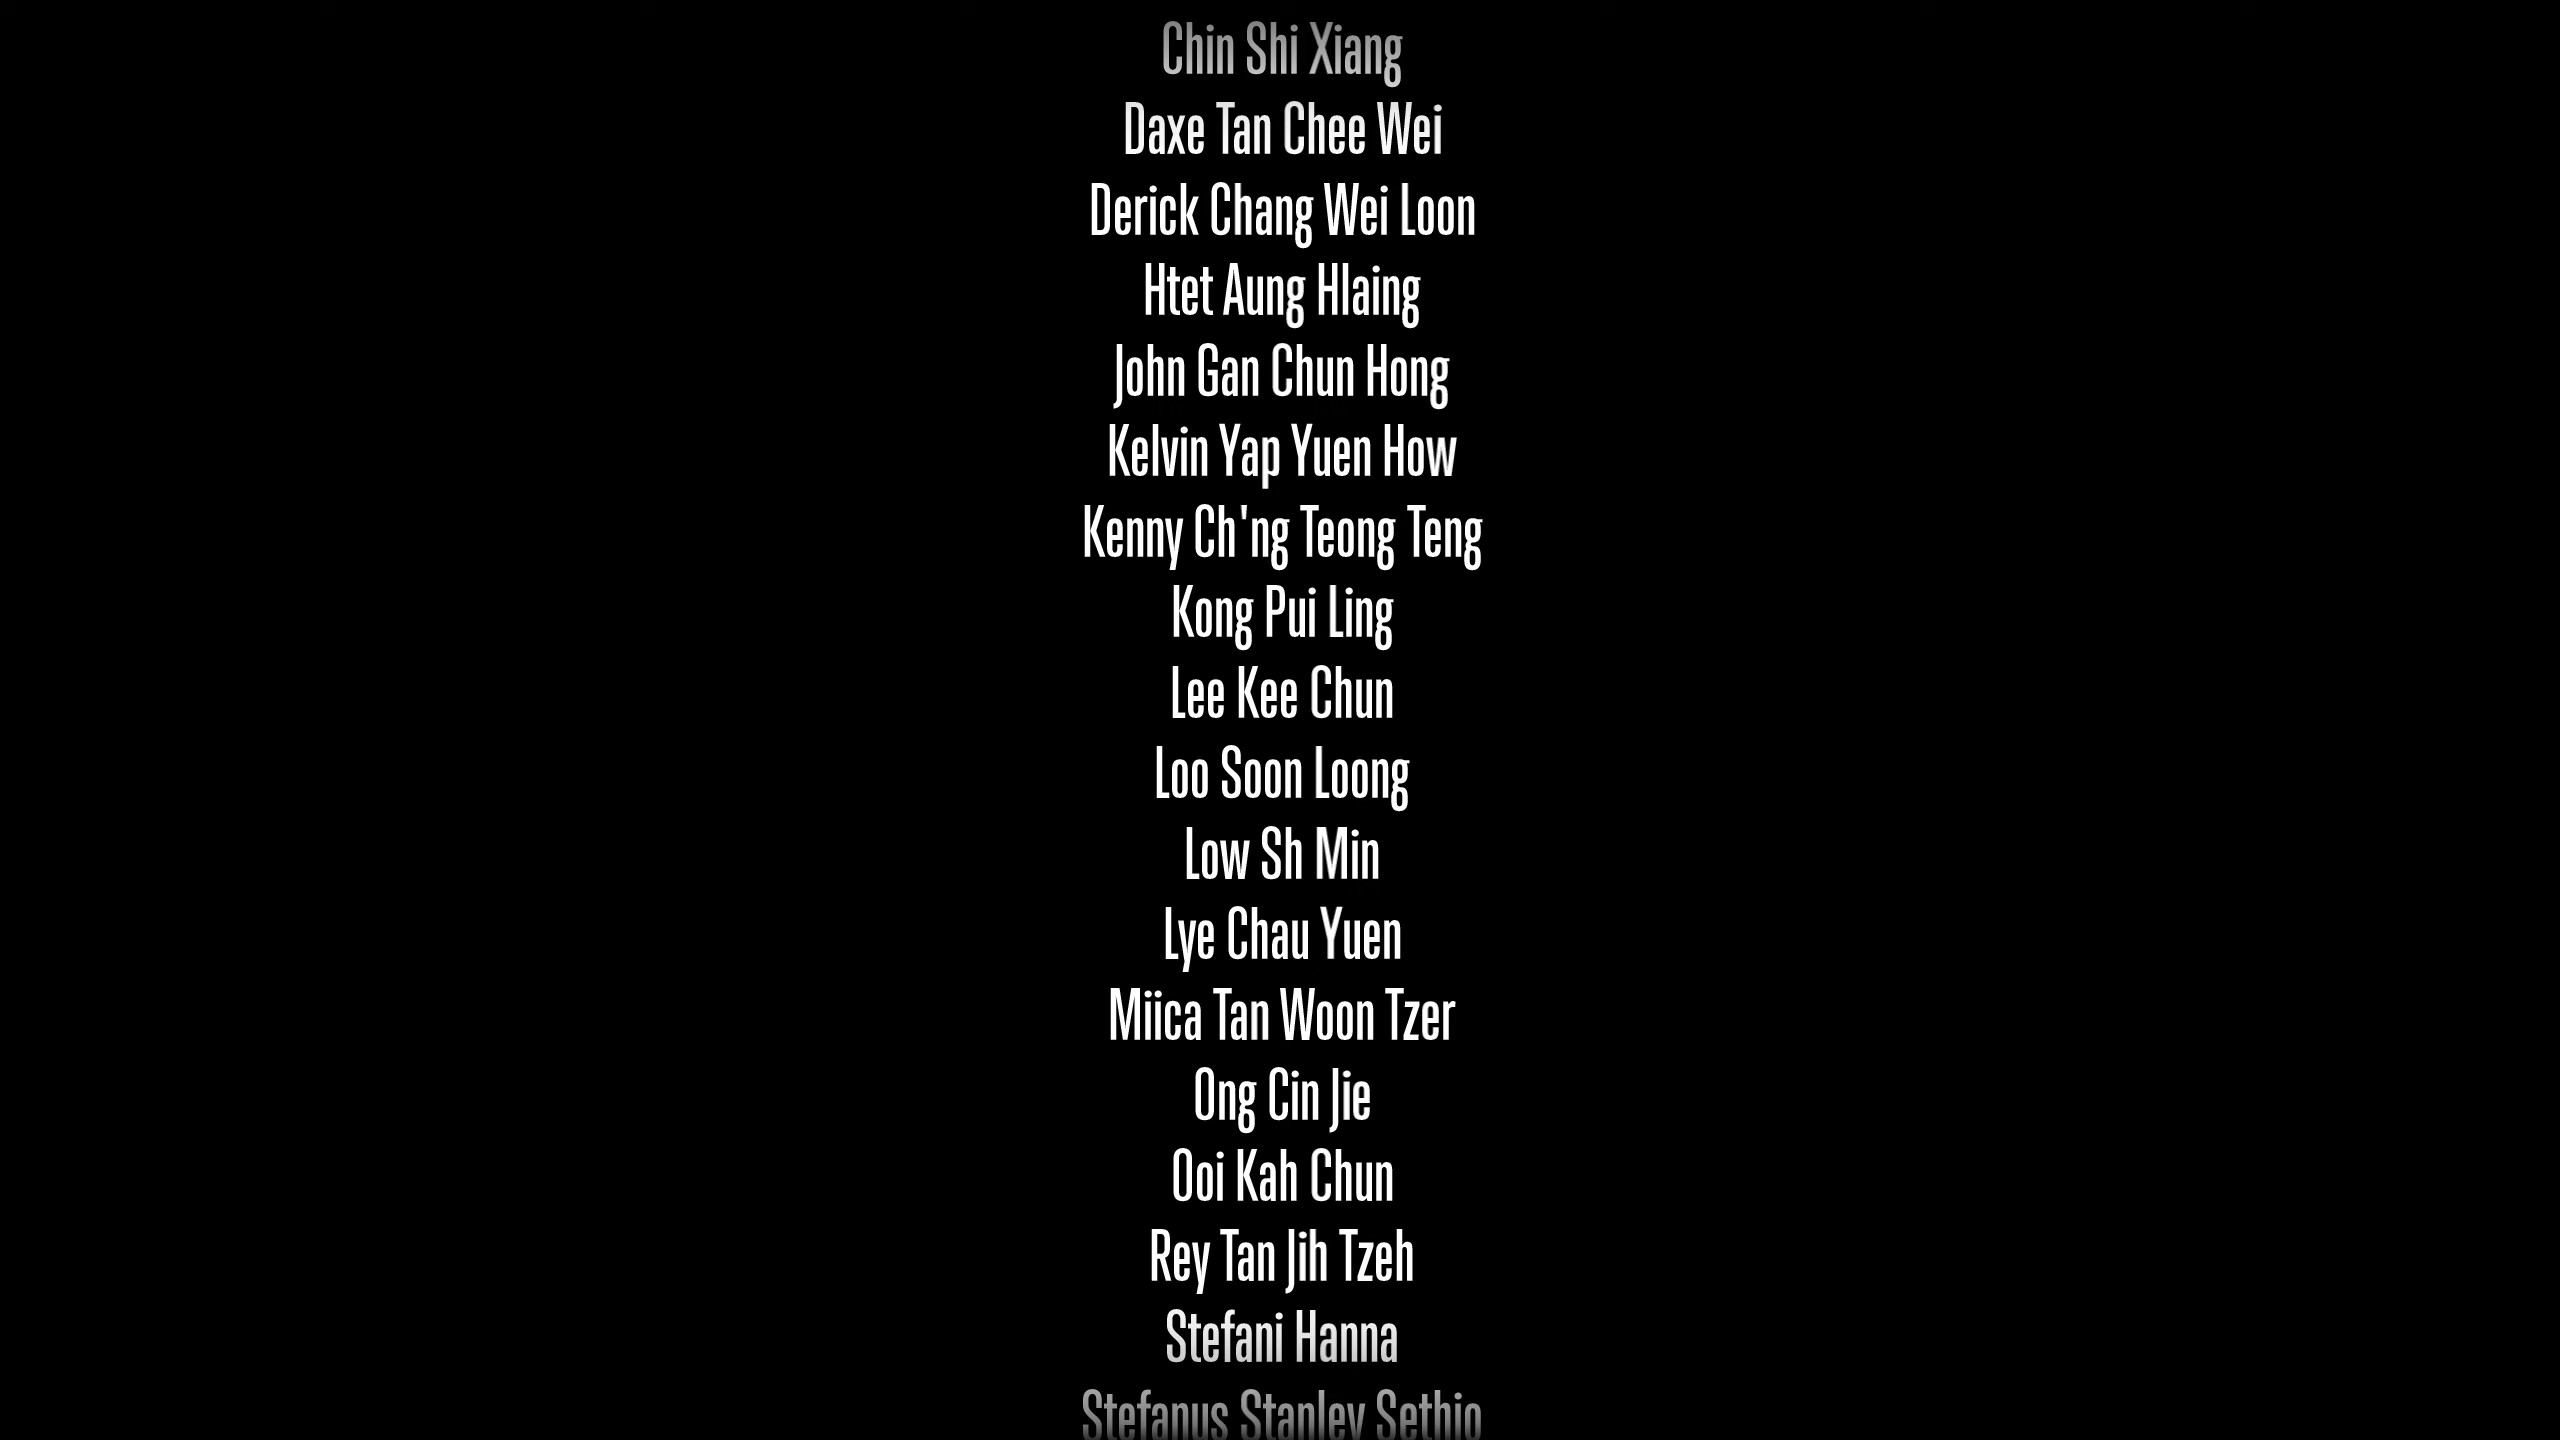 Chin Shi Xiang
Daxe Tan Chee Wei
Derick Chang Wei Loon
Htet Aung Hlaing
John Gan Chun Hong
Kelvin Yap Yuen How
Kenny Ch'ng Teong Teng
Kong Pui Ling
Lee Kee Chun
Loo Soon Loong
Low Sh Min
Lye Chau Yuen
Miica Tan Woon Tzer
Ong Cin Jie
Ooi Kah Chun
Rey Tan Jih Tzeh
Stefani Hanna
Stefanus Stanley Sethio